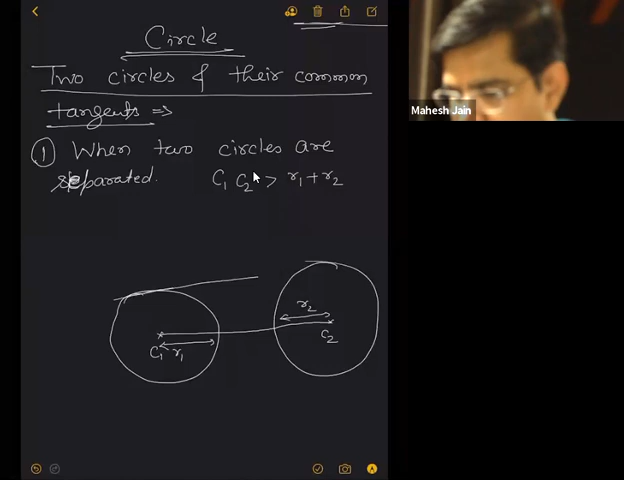 Circle
Two circles & their common
tangents ⇒
① When two circles are
separated. C₁ C₂ > r₁ + r₂
r₂
C₂
C₁ r₁
Mahesh Jain